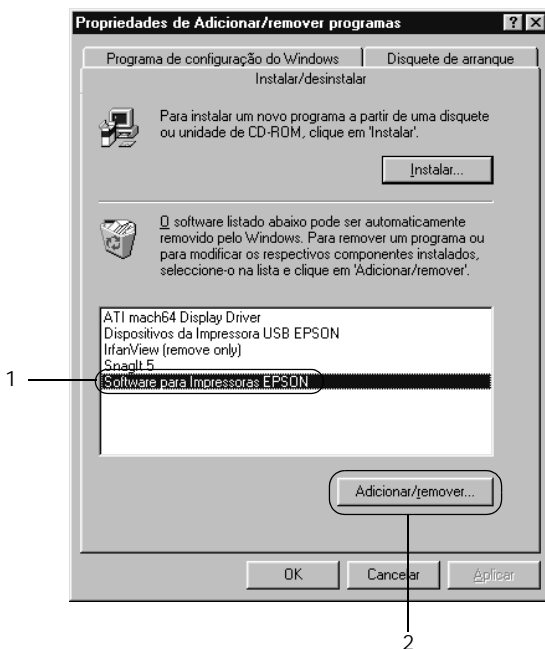 Propriedades de Adicionar/remover programas
Programa de configuração do Windows
Disquete de arranque
Instalar/desinstalar
Para instalar um novo programa a partir de uma disquete
ou unidade de CD-ROM, clique em 'Instalar'.
Instalar...
O software listado abaixo pode ser automaticamente
removido pelo Windows. Para remover um programa ou
para modificar os respectivos componentes instalados,
seleccione-o na lista e clique em 'Adicionar/remover'.
ATI mach64 Display Driver
Dispositivos da Impressora USB EPSON
IrfanView (remove only)
SnagIt 5
1
Software para Impressoras EPSON
Adicionar/remover...
OK
Cancelar
Aplicar
2